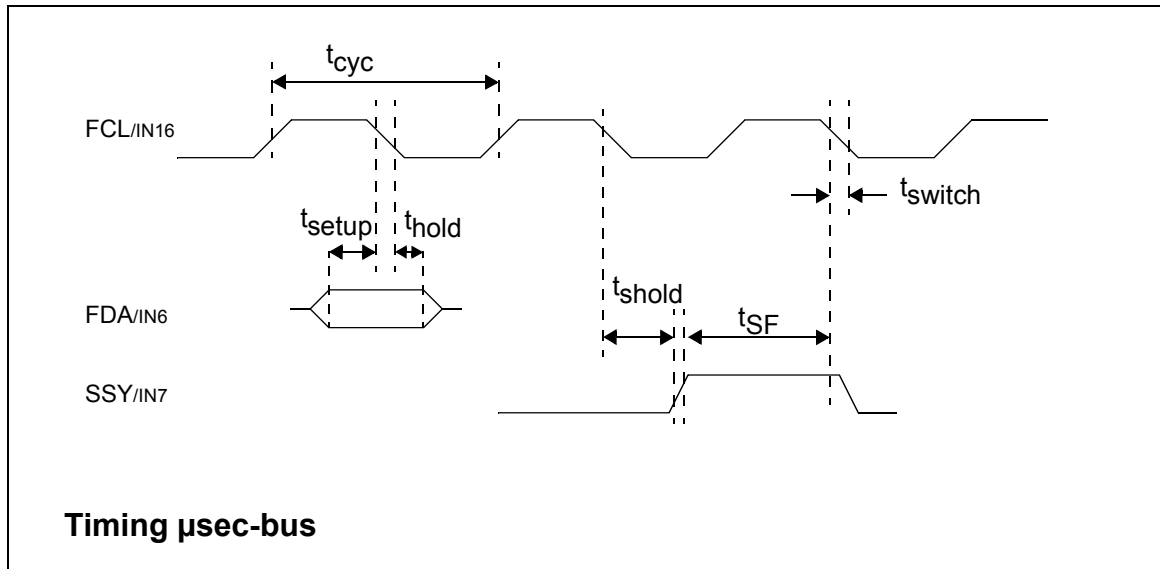 tcyc
FCL/IN16
tswitch
tsetup
thold
FDA/IN6
tshold
tSF
SSY/IN7
Timing µsec-bus